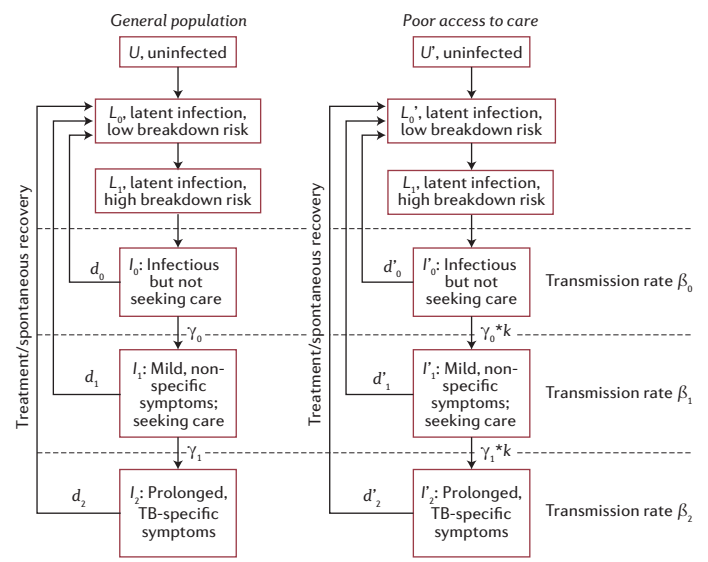 General population
Poor access to care
U, uninfected
U’, uninfected
L₀, latent infection,
low breakdown risk
L₀’, latent infection,
low breakdown risk
L₁, latent infection,
high breakdown risk
L₁, latent infection,
high breakdown risk
Treatment/spontaneous recovery
Treatment/spontaneous recovery
d₀
I₀: Infectious
but not
seeking care
d’₀
I’₀: Infectious
but not
seeking care
Transmission rate β₀
γ₀
γ₀*k
d₁
I₁: Mild, non-
specific
symptoms;
seeking care
d’₁
I’₁: Mild, non-
specific
symptoms;
seeking care
Transmission rate β₁
γ₁
γ₁*k
d₂
I₂: Prolonged,
TB-specific
symptoms
d’₂
I’₂: Prolonged,
TB-specific
symptoms
Transmission rate β₂